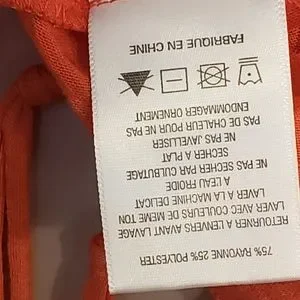 75% RAYONNE 25% POLYESTER
RETOURNER A L'ENVERS AVANT LAVAGE
LAVER AVEC COULEURS DE MEME TON
LAVER A LA MACHINE DELICAT
A L'EAU FROIDE
NE PAS SECHER PAR CULBUTAGE
SECHER A PLAT
NE PAS JAVELLISER
PAS DE CHALEUR POUR NE PAS
ENDOMMAGER ORNEMENT
FABRIQUE EN CHINE